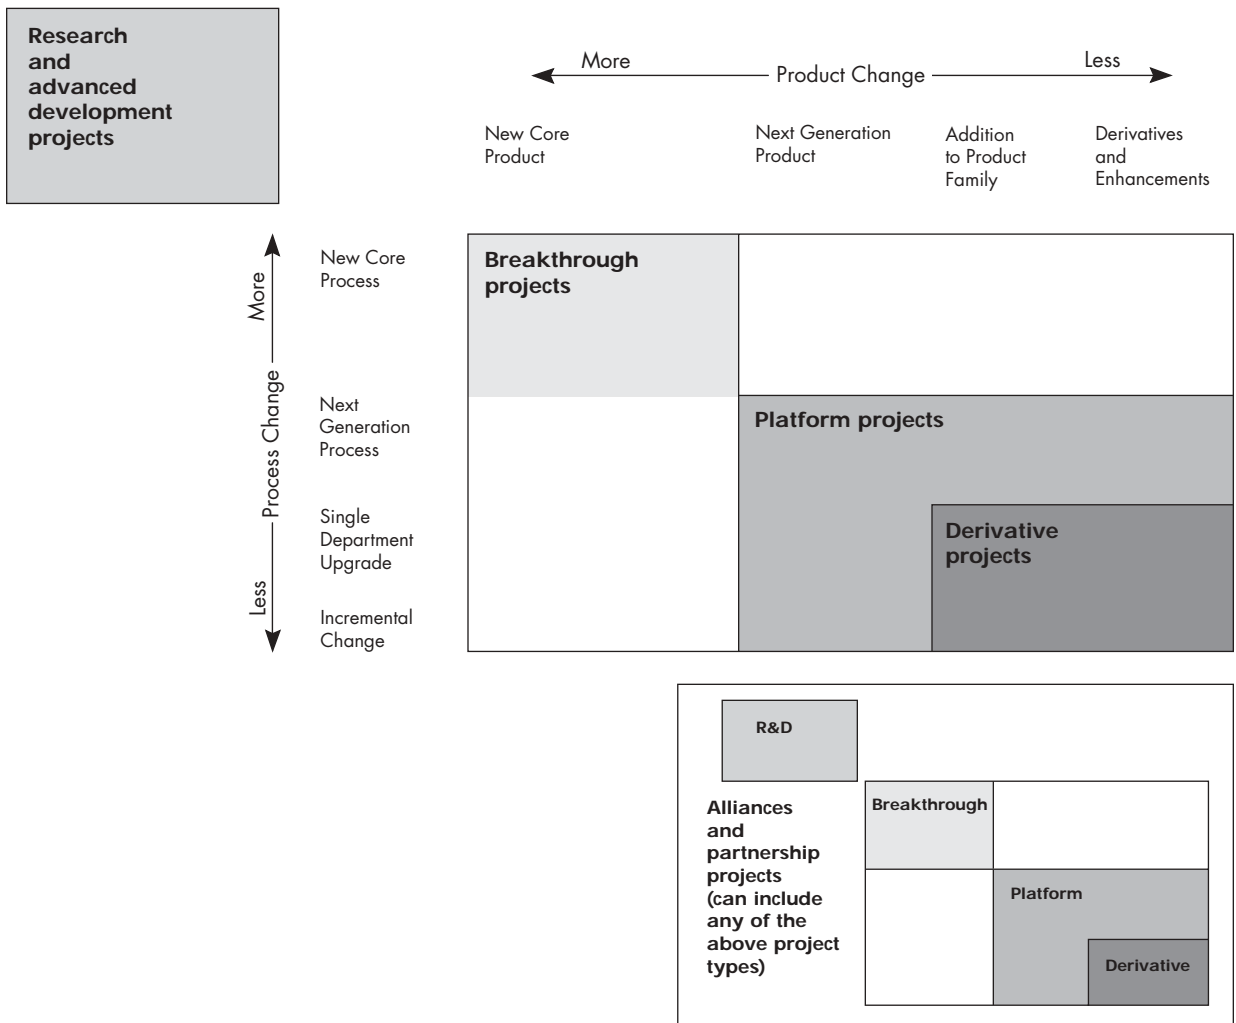 Research
and
advanced
development
projects
More
Product Change
Less
New Core
Product
Next Generation
Product
Addition
to Product
Family
Derivatives
and
Enhancements
More
Process Change
Less
New Core
Process
Next
Generation
Process
Single
Department
Upgrade
Incremental
Change
Breakthrough
projects
Platform projects
Derivative
projects
R&D
Alliances
and
partnership
projects
(can include
any of the
above project
types)
Breakthrough
Platform
Derivative